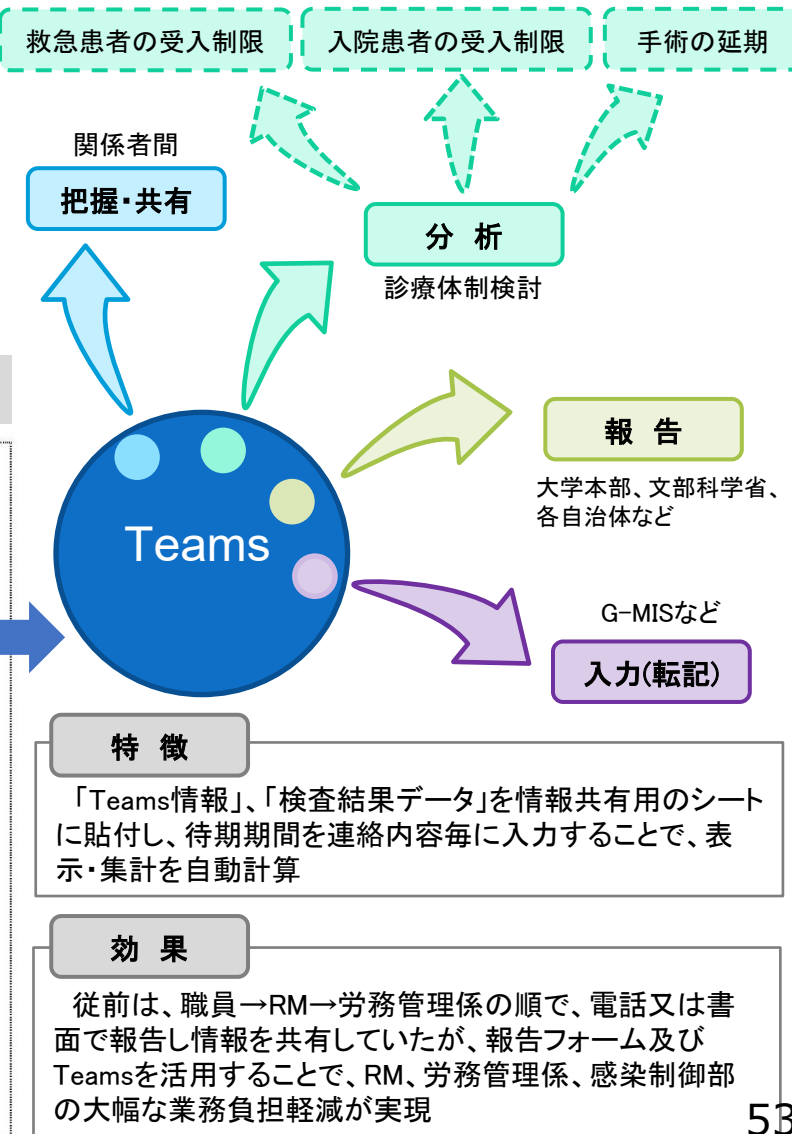 救急患者の受入制限
入院患者の受入制限
手術の延期
関係者間
把握・共有
分 析
診療体制検討
報 告
大学本部、文部科学省、
各自治体など
Teams
G-MISなど
入力(転記)
特 徴
「Teams情報」、「検査結果データ」を情報共有用のシート
に貼付し、待期期間を連絡内容毎に入力することで、表
示・集計を自動計算
効 果
従前は、職員→RM→労務管理係の順で、電話又は書
面で報告し情報を共有していたが、報告フォーム及び
Teamsを活用することで、RM、労務管理係、感染制御部
の大幅な業務負担軽減が実現
53